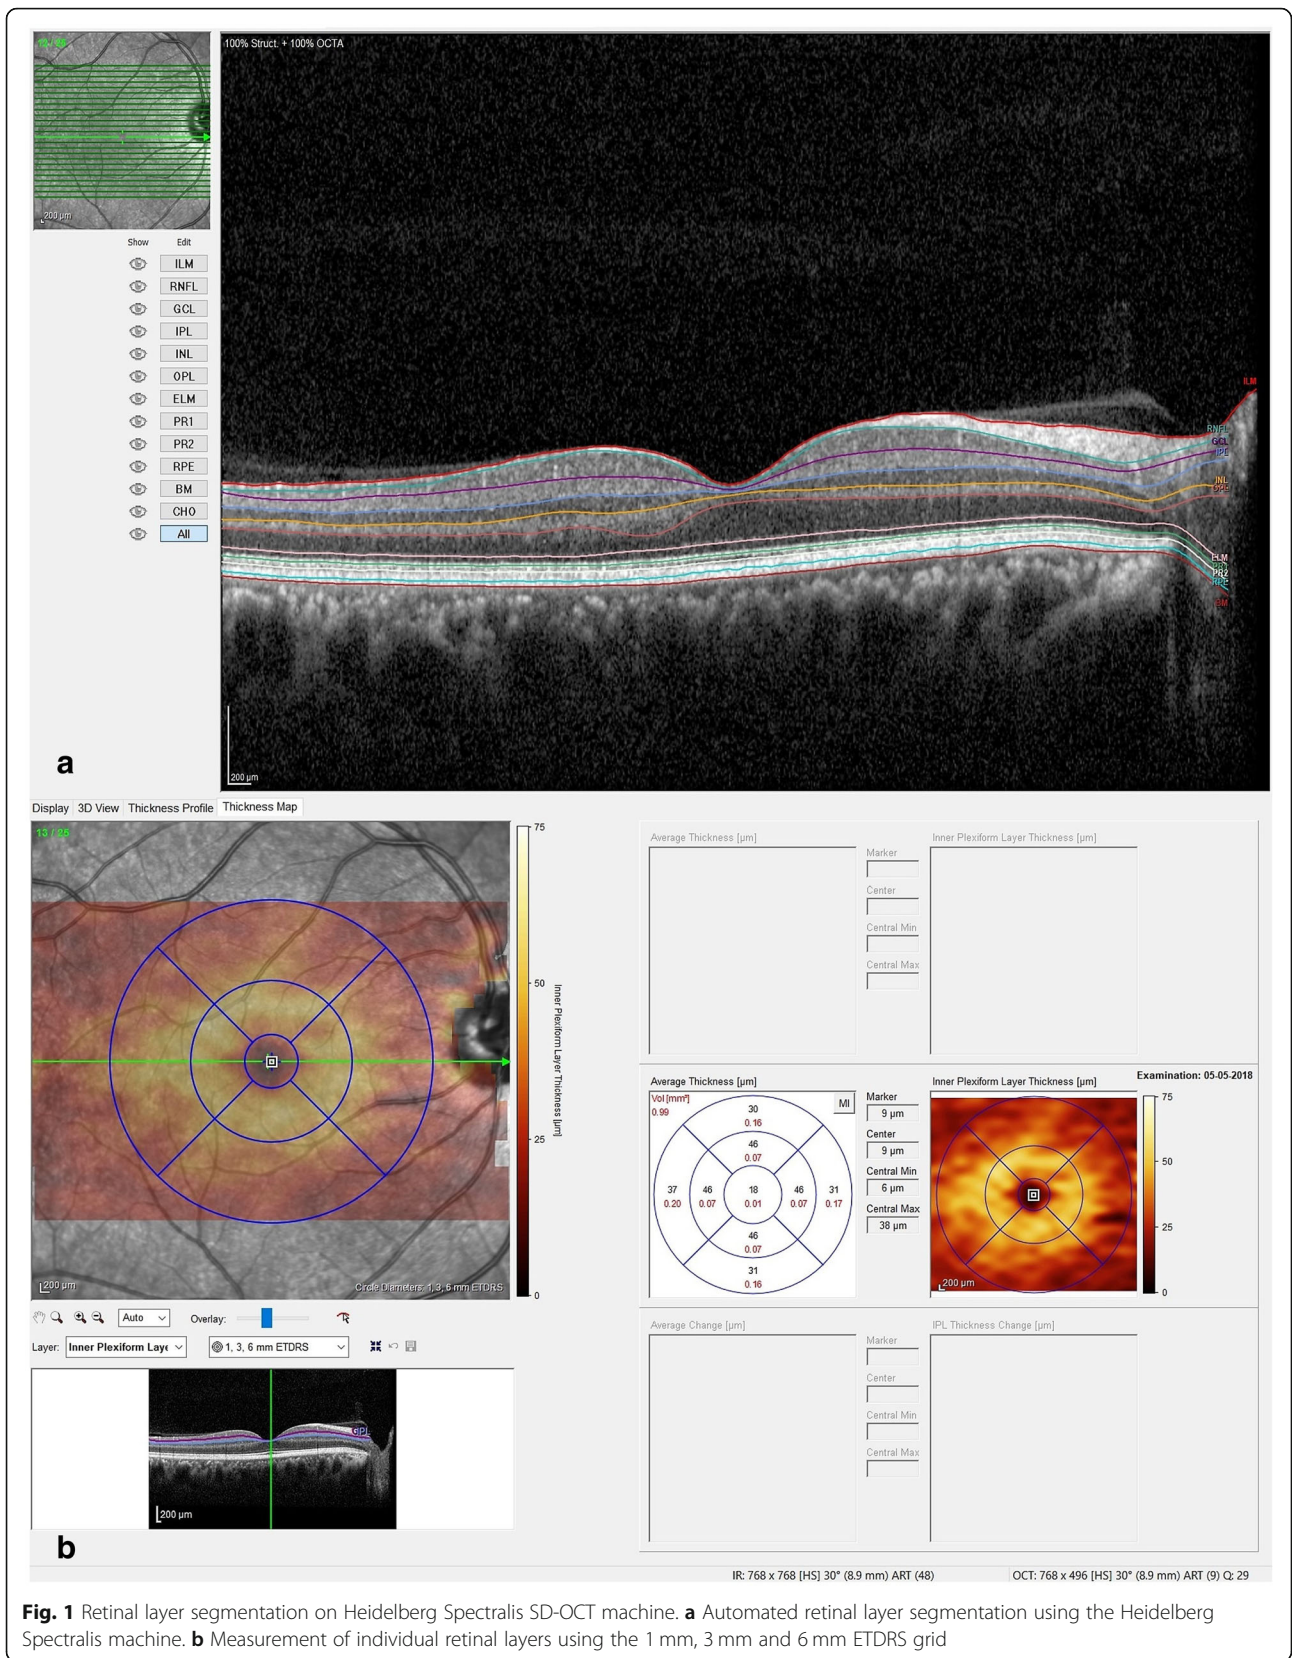 13 / 25
200 µm
100% Struct. + 100% OCTA
Show Edit
ILM
RNFL
GCL
IPL
INL
OPL
ELM
PR1
PR2
RPE
BM
CHO
All
ILM
RNFL
GCL
IPL
INL
ELM
PR1
PR2
RPE
BM
200 µm
a
Display 3D View Thickness Profile Thickness Map
13 / 25
75
50
25
0
Inner Plexiform Layer Thickness [µm]
200 µm
Circle Diameters: 1, 3, 6 mm ETDRS
Auto Overlay:
Layer: Inner Plexiform Laye 1, 3, 6 mm ETDRS
IPL
200 µm
b
Average Thickness [µm]
Marker
Center
Central Min
Central Max
Inner Plexiform Layer Thickness [µm]
Examination: 05-05-2018
Average Thickness [µm]
Vol [mm³]
0.99
MI
30
0.16
46
0.07
37 46 18 46 31
0.20 0.07 0.01 0.07 0.17
46
0.07
31
0.16
Marker
9 µm
Center
9 µm
Central Min
6 µm
Central Max
38 µm
Inner Plexiform Layer Thickness [µm]
200 µm
75
50
25
0
Average Change [µm]
Marker
Center
Central Min
Central Max
IPL Thickness Change [µm]
IR: 768 x 768 [HS] 30° (8.9 mm) ART (48) OCT: 768 x 496 [HS] 30° (8.9 mm) ART (9) Q: 29
Fig. 1 Retinal layer segmentation on Heidelberg Spectralis SD-OCT machine. a Automated retinal layer segmentation using the Heidelberg
Spectralis machine. b Measurement of individual retinal layers using the 1 mm, 3 mm and 6 mm ETDRS grid